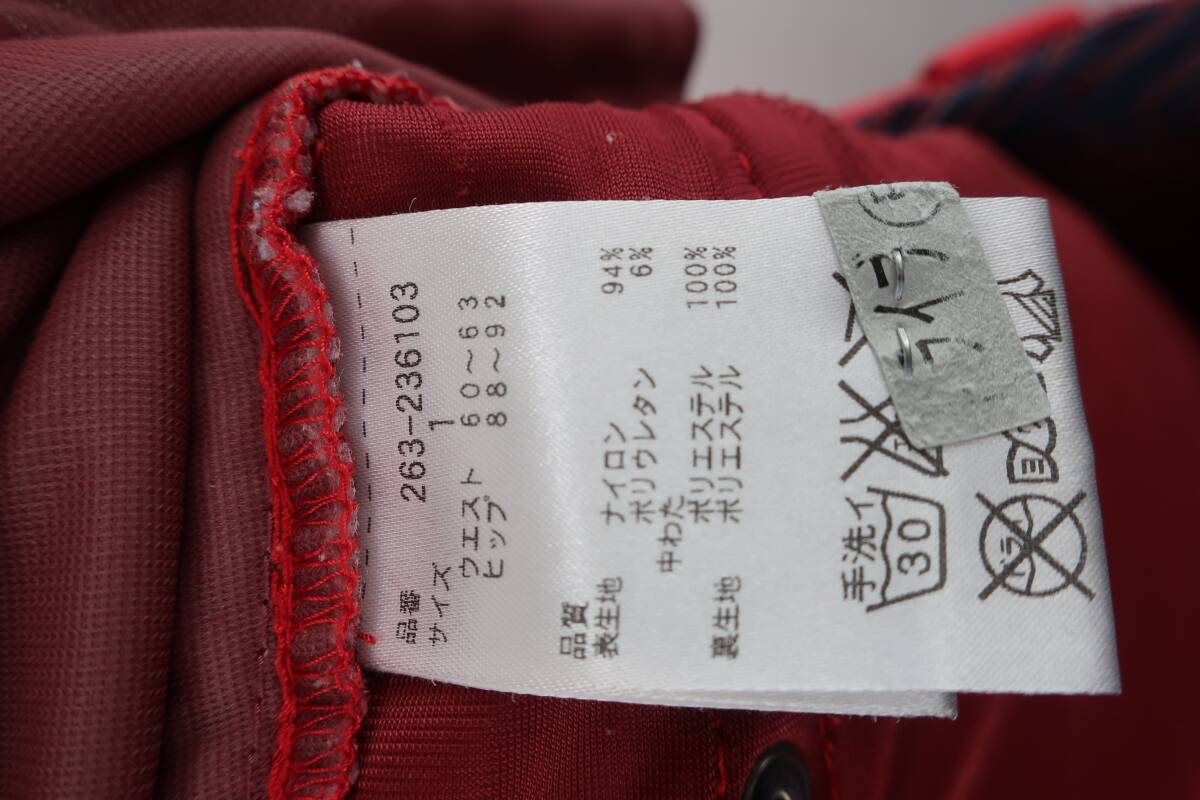 品番 263-236103
サイズ 1
ウエスト 60～63
ヒップ 88～92
品質
表生地 ナイロン 94%
ポリウレタン 6%
中わた ポリエステル 100%
裏生地 ポリエステル 100%
手洗イ
30
ドライ